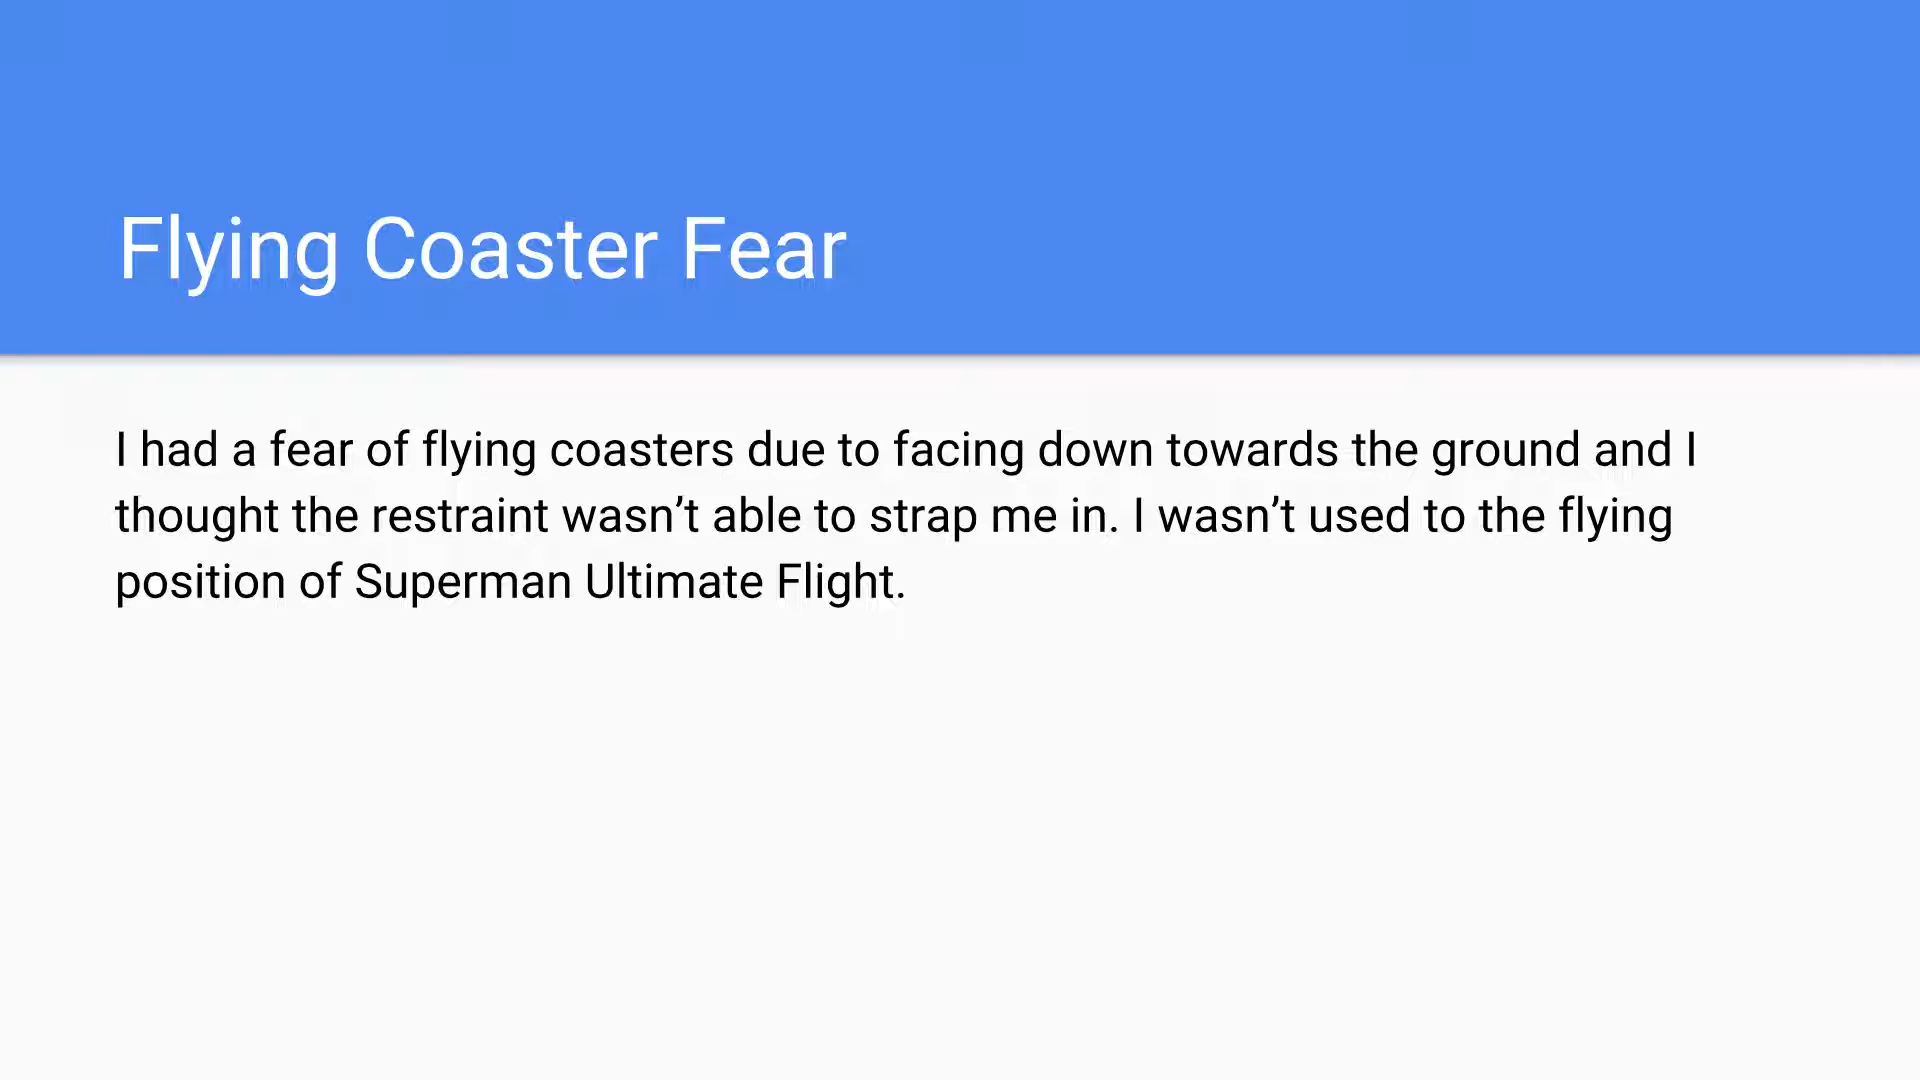 Flying Coaster Fear
I had a fear of flying coasters due to facing down towards the ground and I
thought the restraint wasn’t able to strap me in. I wasn’t used to the flying
position of Superman Ultimate Flight.